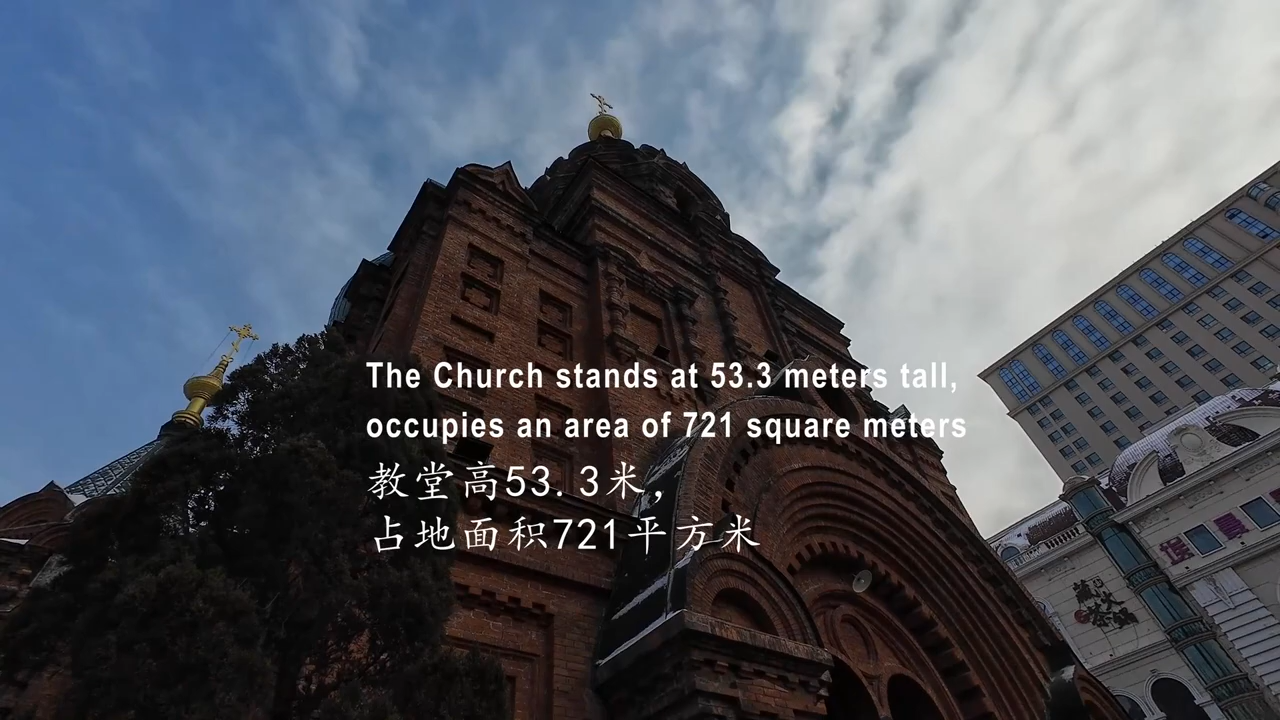 The Church stands at 53.3 meters tall,
occupies an area of 721 square meters
教堂高53.3米，
占地面积721平方米